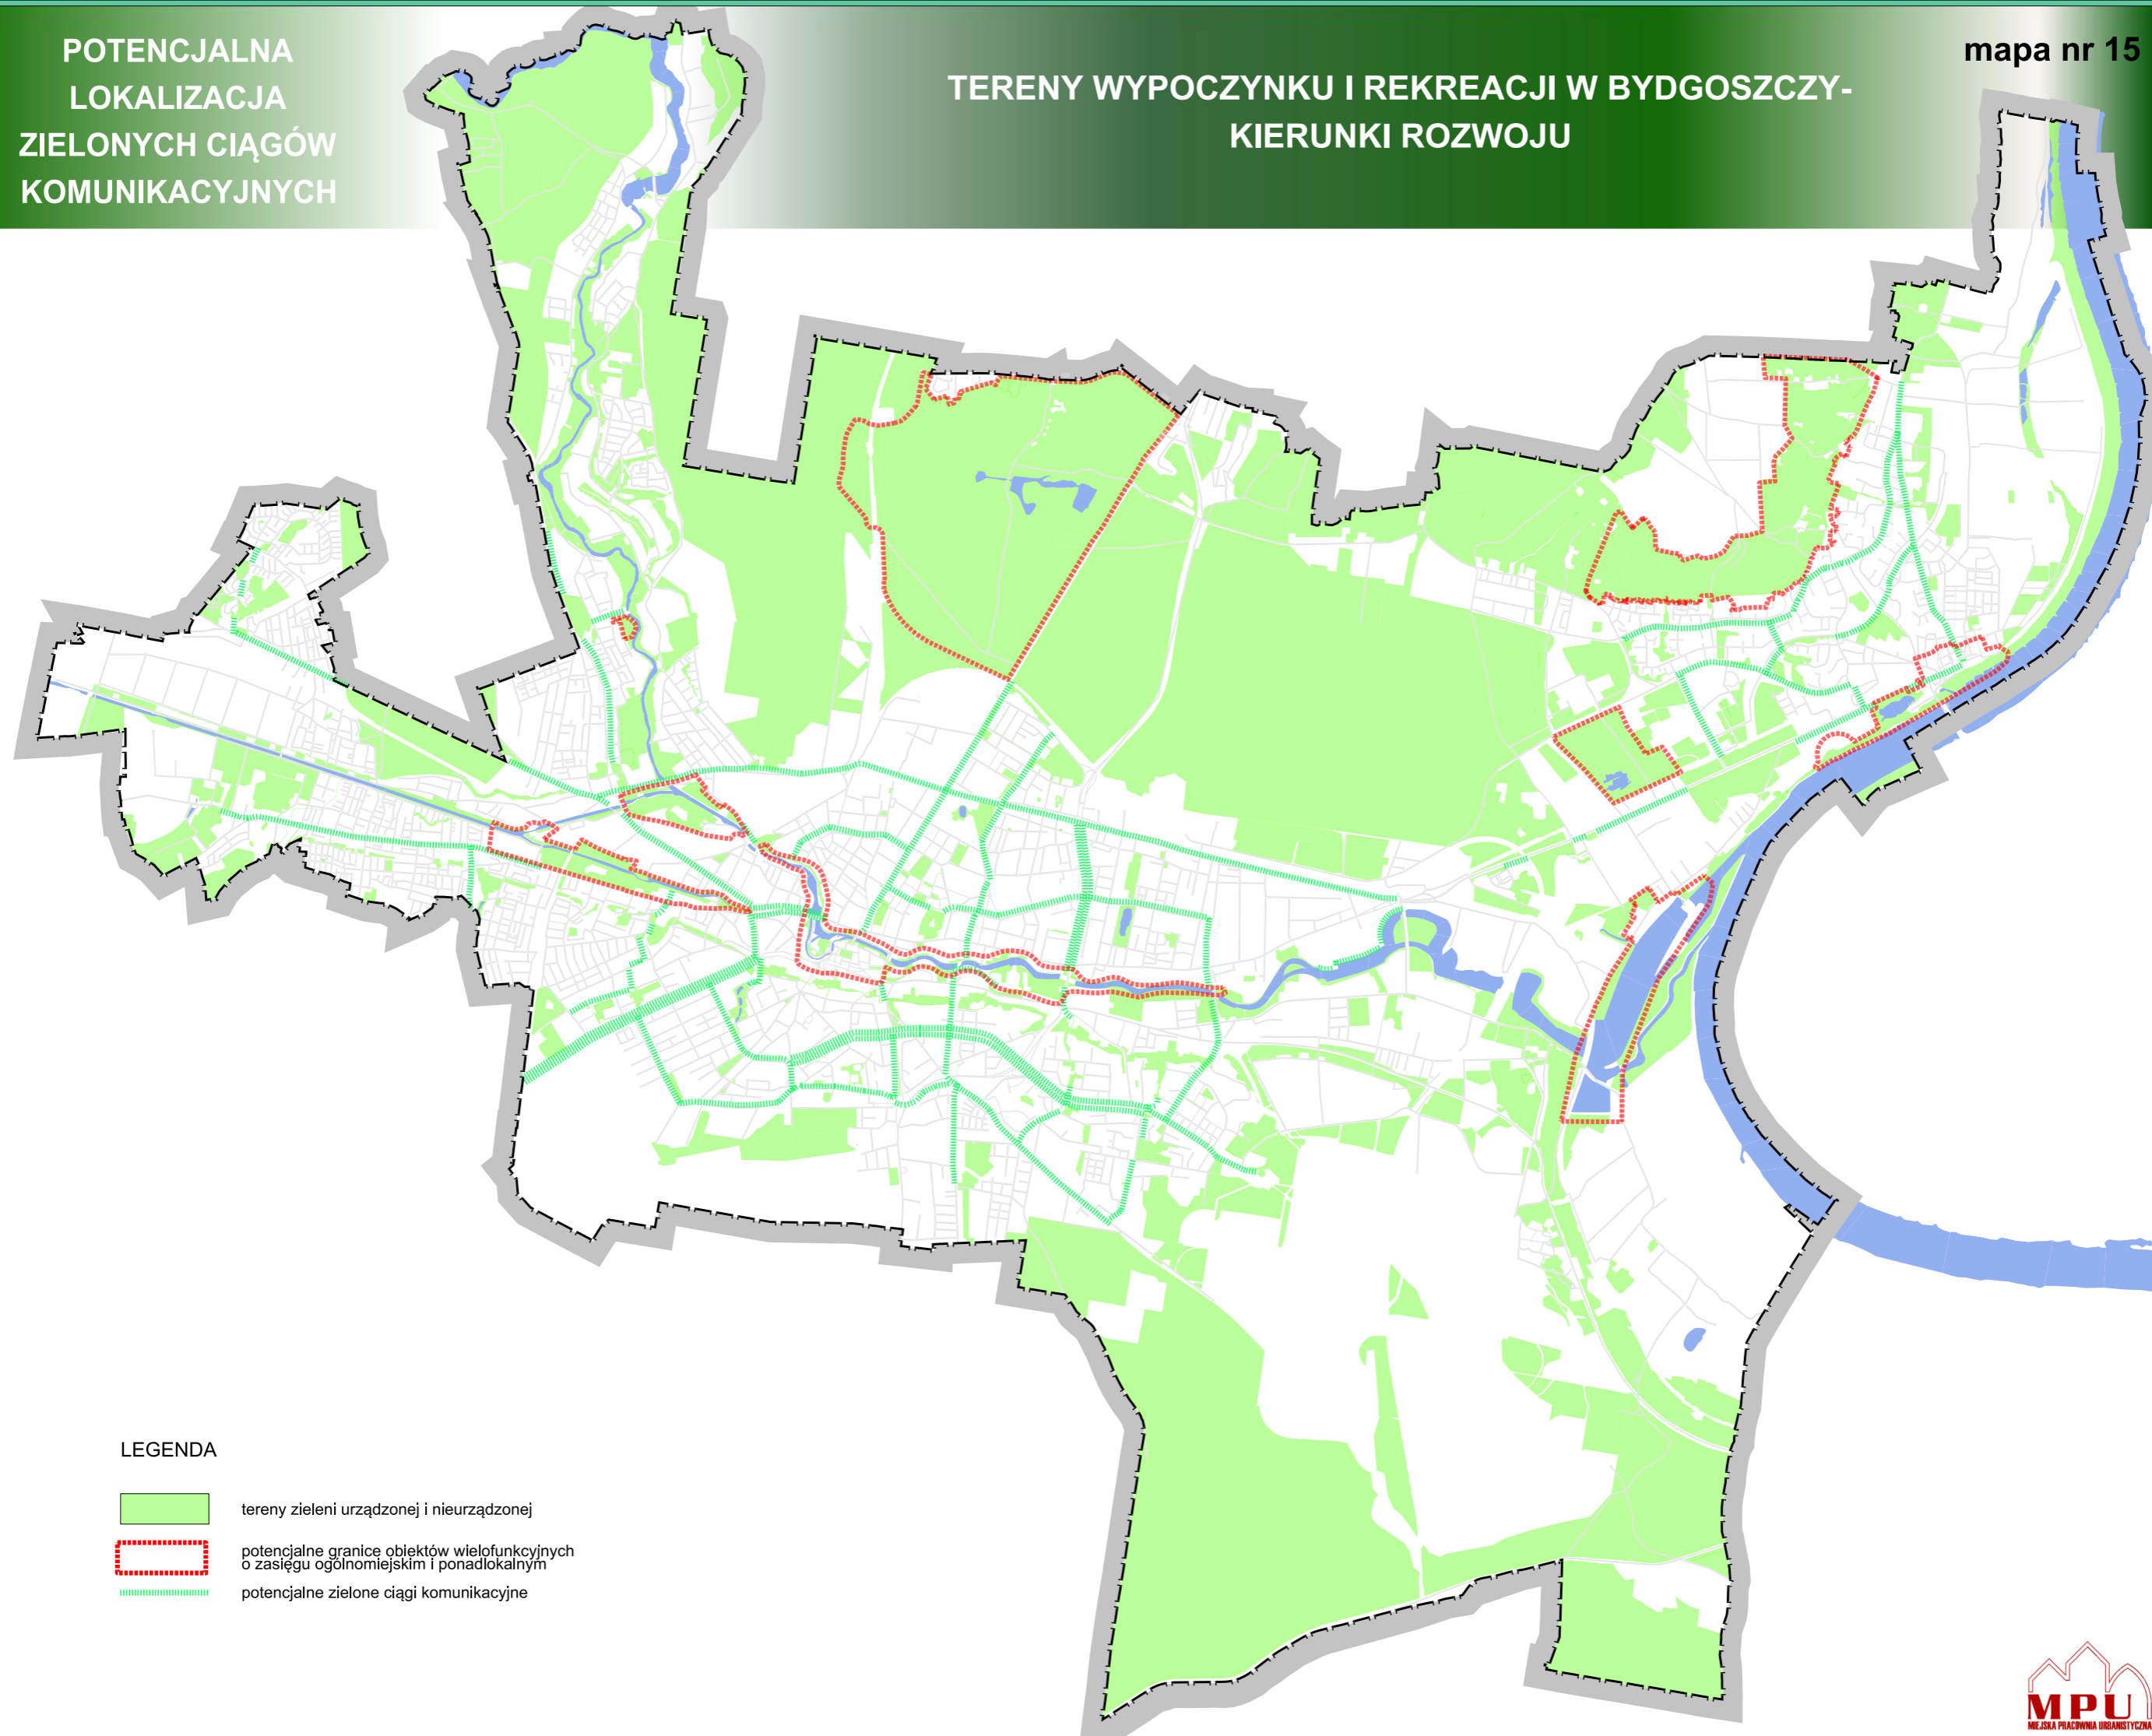 POTENCJALNA
LOKALIZACJA
ZIELONYCH CIĄGÓW
KOMUNIKACYJNYCH
TERENY WYPOCZYNKU I REKREACJI W BYDGOSZCZY-
KIERUNKI ROZWOJU
mapa nr 15
LEGENDA
tereny zieleni urządzonej i nieurządzonej
potencjalne granice obiektów wielofunkcyjnych
o zasięgu ogólnomiejskim i ponadlokalnym
potencjalne zielone ciągi komunikacyjne
MPU
MIEJSKA PRACOWNIA URBANISTYCZNA